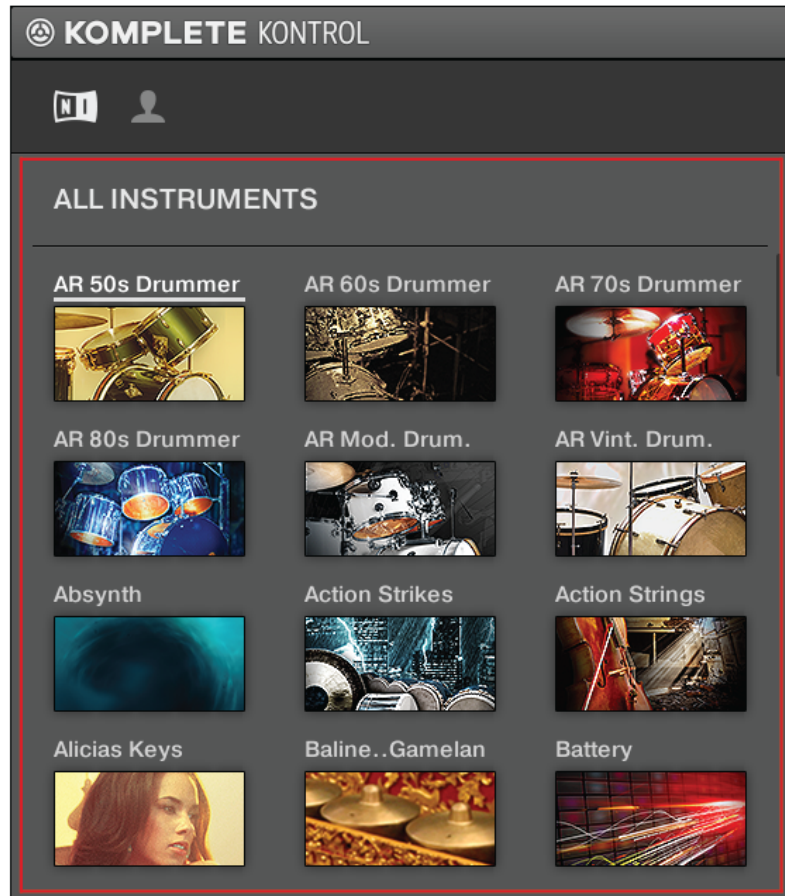 KOMPLETE KONTROL
NI
ALL INSTRUMENTS
AR 50s Drummer AR 60s Drummer AR 70s Drummer
AR 80s Drummer AR Mod. Drum. AR Vint. Drum.
Absynth Action Strikes Action Strings
Alicias Keys Baline..Gamelan Battery